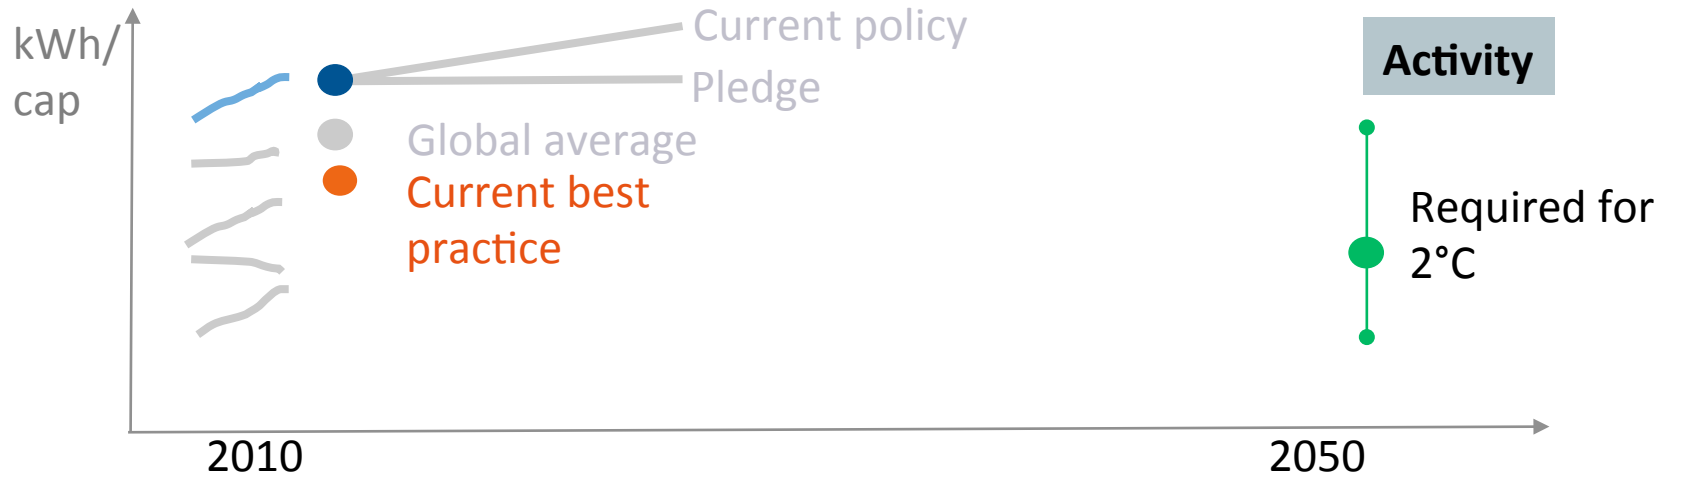 kWh/
cap
Current policy
Pledge
Global average
Current best
practice
Activity
Required for
2°C
2010
2050